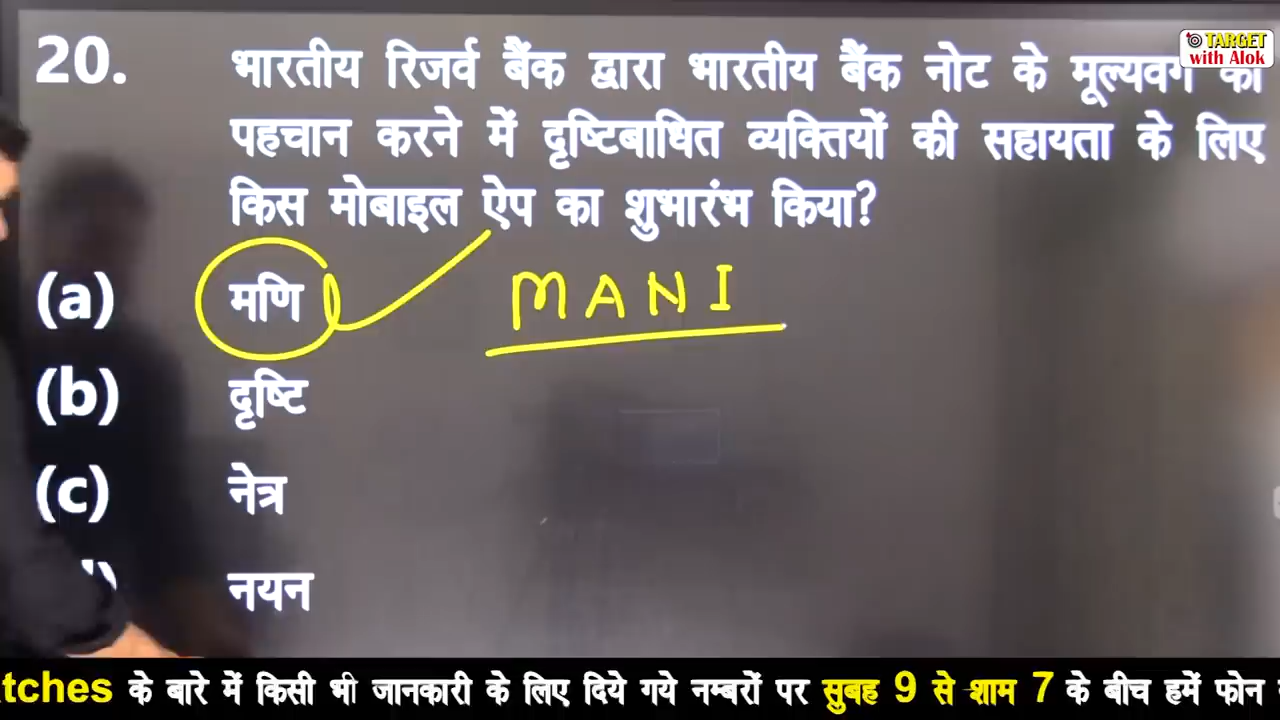 TARGET
with Alok
20. भारतीय रिजर्व बैंक द्वारा भारतीय बैंक नोट के मूल्यवर्ग की
पहचान करने में दृष्टिबाधित व्यक्तियों की सहायता के लिए
किस मोबाइल ऐप का शुभारंभ किया?
(a) मणि MANI
(b) दृष्टि
(c) नेत्र
नयन
tches के बारे में किसी भी जानकारी के लिए दिये गये नम्बरों पर सुबह 9 से शाम 7 के बीच हमें फोन